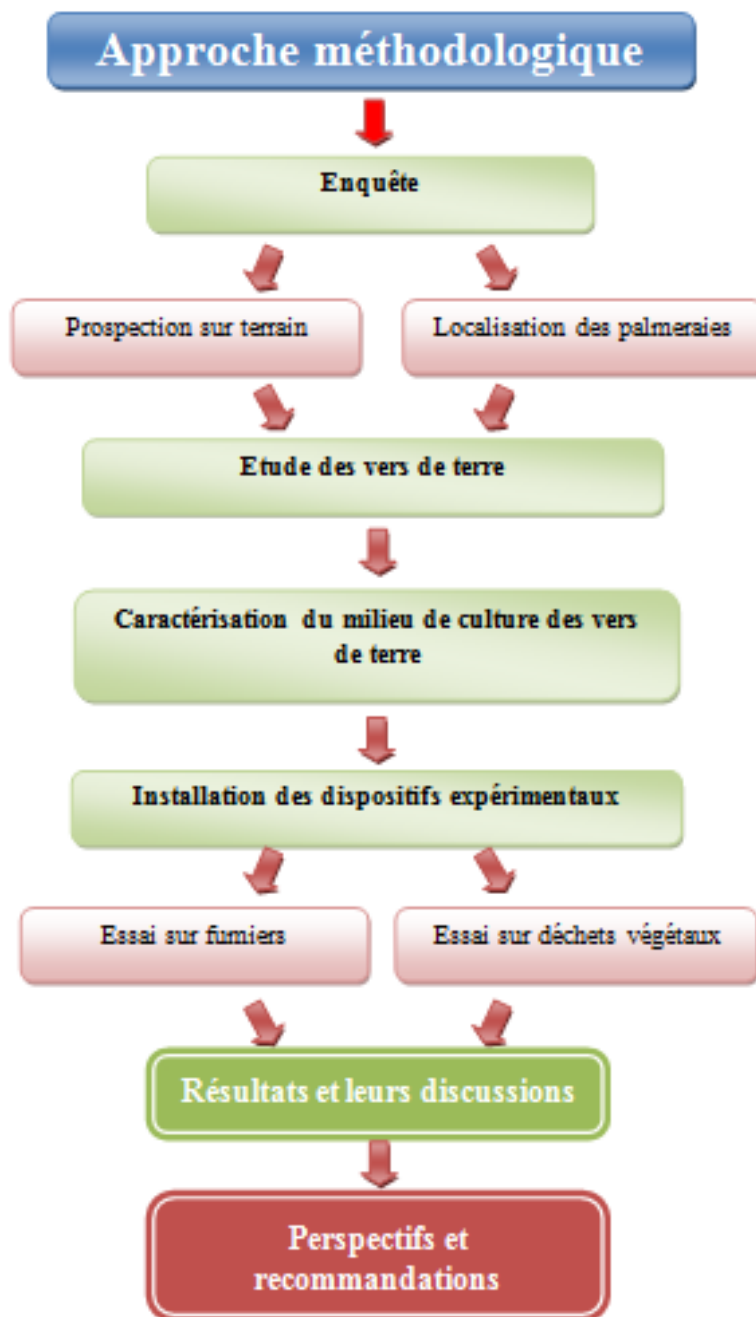 Approche méthodologique
Enquête
Prospection sur terrain
Localisation des palmeraies
Etude des vers de terre
Caractérisation du milieu de culture des vers
de terre
Installation des dispositifs expérimentaux
Essai sur fumiers
Essai sur déchets végétaux
Résultats et leurs discussions
Perspectifs et
recommandations